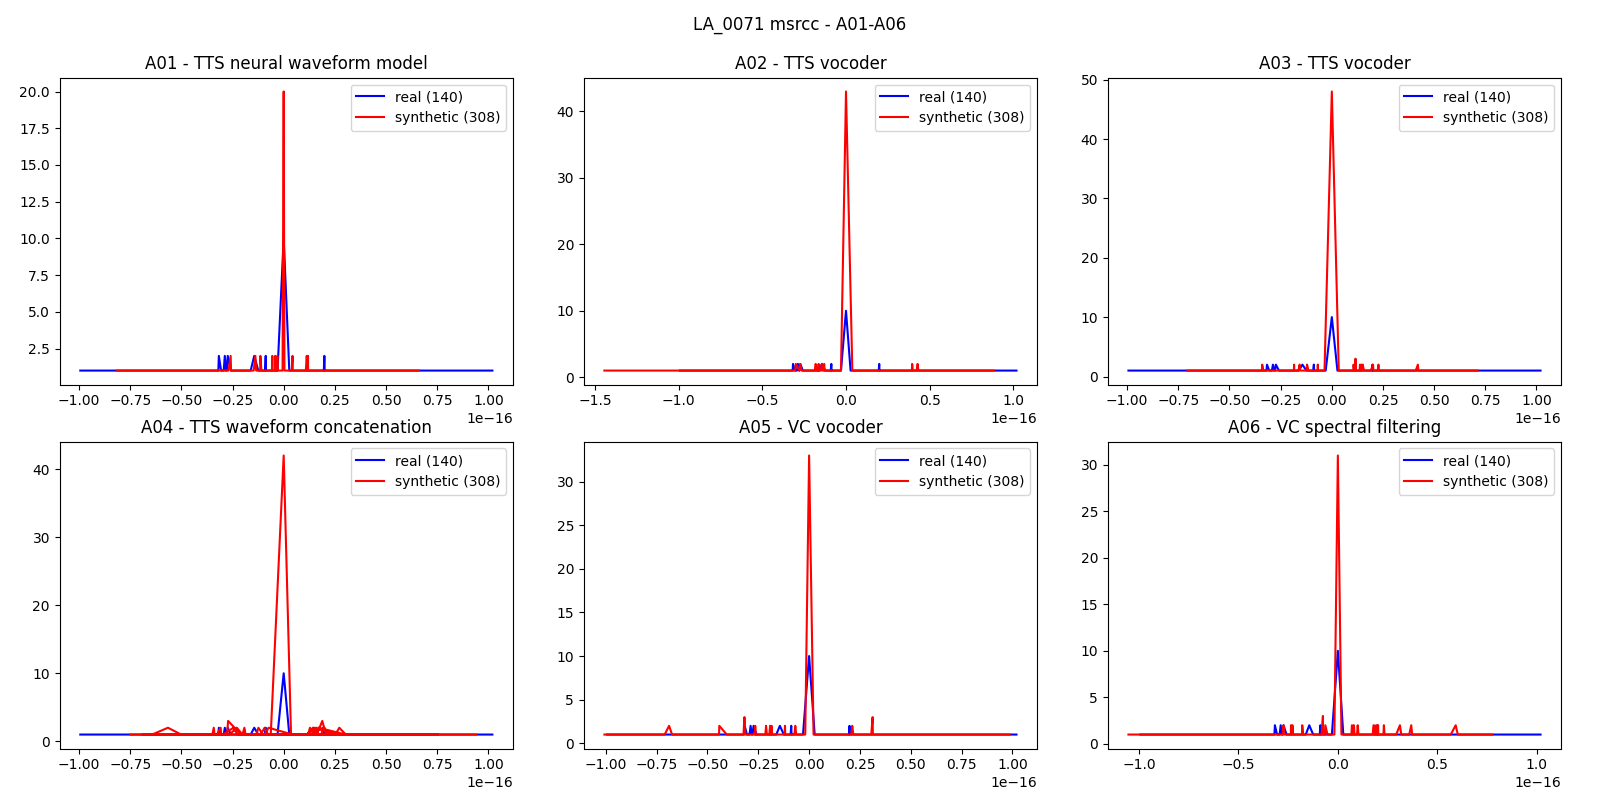 LA_0071 msrcc - A01-A06
A01 - TTS neural waveform model
real (140)
synthetic (308)
20.0
17.5
15.0
12.5
10.0
7.5
5.0
2.5
−1.00 −0.75 −0.50 −0.25 0.00 0.25 0.50 0.75 1.00
1e−16
A02 - TTS vocoder
real (140)
synthetic (308)
40
30
20
10
0
−1.5 −1.0 −0.5 0.0 0.5 1.0
1e−16
A03 - TTS vocoder
real (140)
synthetic (308)
50
40
30
20
10
0
−1.00 −0.75 −0.50 −0.25 0.00 0.25 0.50 0.75 1.00
1e−16
A04 - TTS waveform concatenation
real (140)
synthetic (308)
40
30
20
10
0
−1.00 −0.75 −0.50 −0.25 0.00 0.25 0.50 0.75 1.00
1e−16
A05 - VC vocoder
real (140)
synthetic (308)
30
25
20
15
10
5
0
−1.00 −0.75 −0.50 −0.25 0.00 0.25 0.50 0.75 1.00
1e−16
A06 - VC spectral filtering
real (140)
synthetic (308)
30
25
20
15
10
5
0
−1.0 −0.5 0.0 0.5 1.0
1e−16